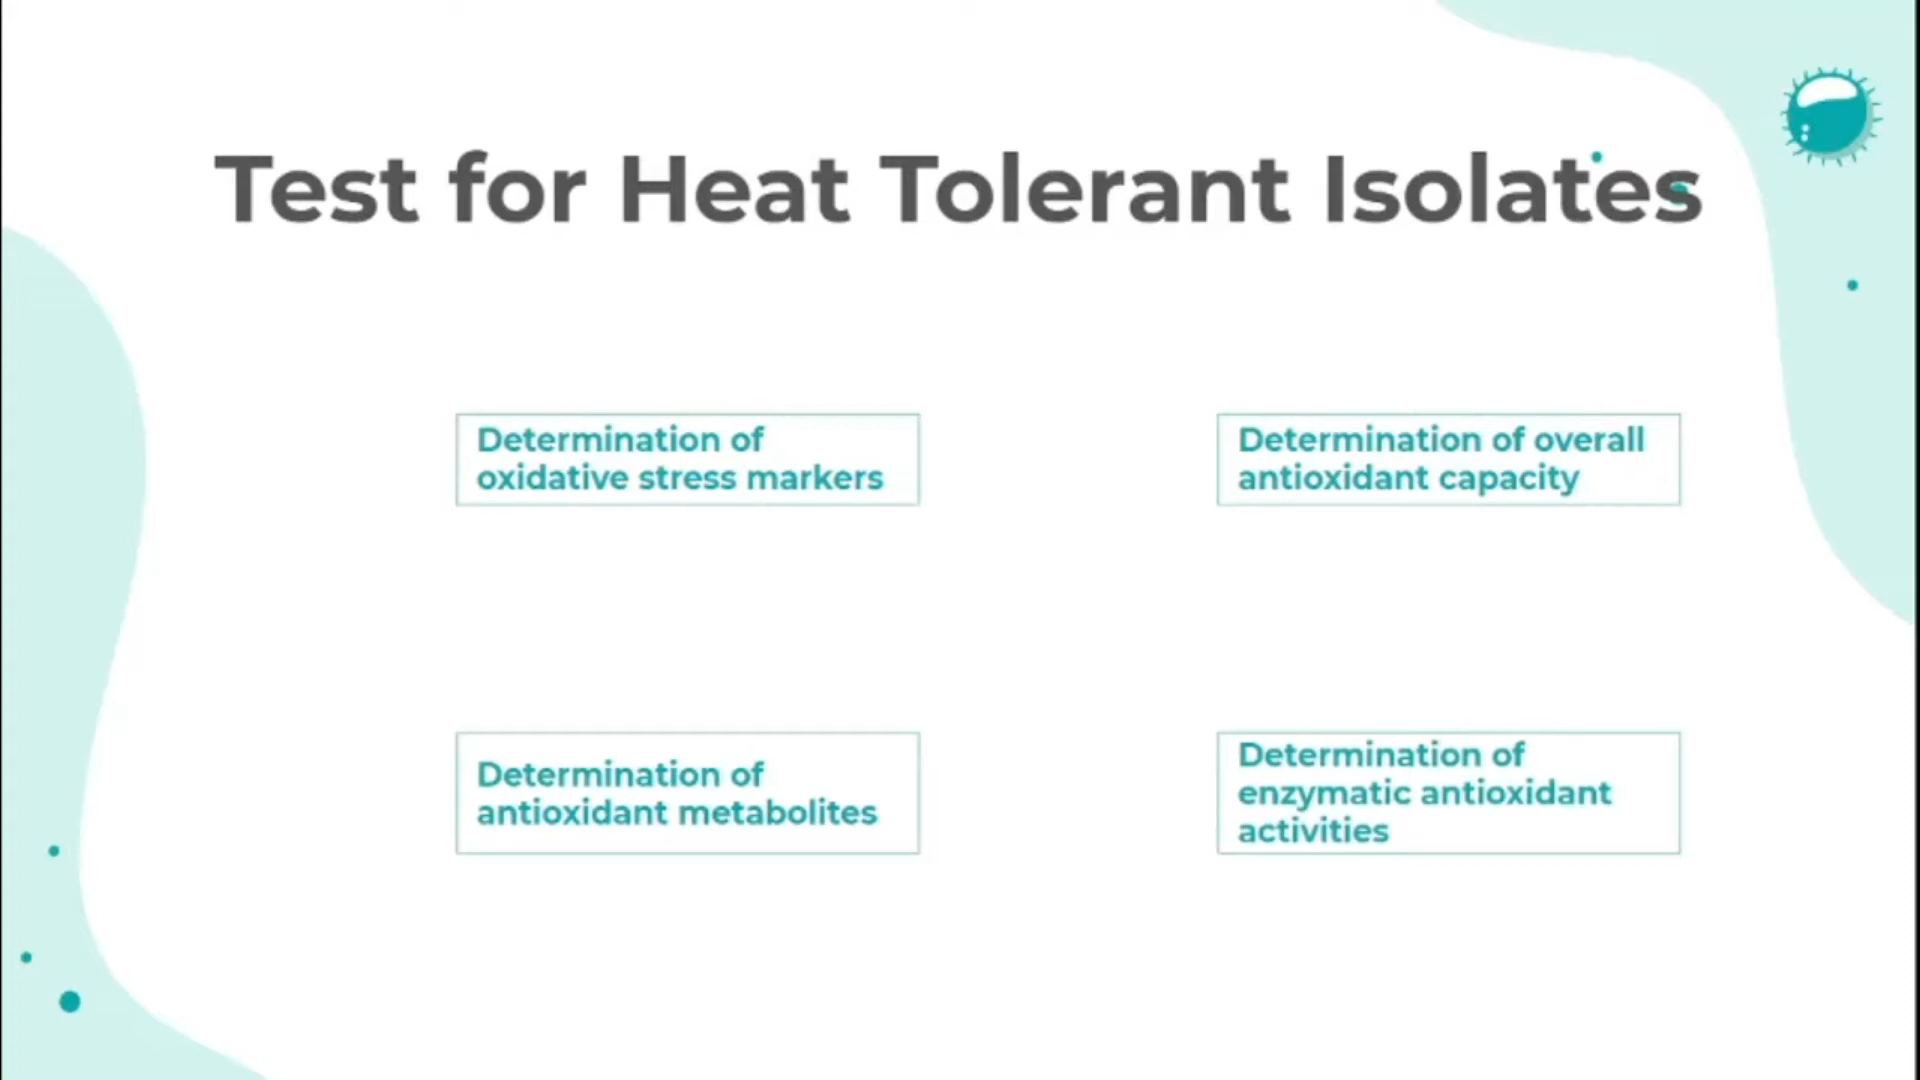 Test for Heat Tolerant Isolates
Determination of
oxidative stress markers
Determination of overall
antioxidant capacity
Determination of
antioxidant metabolites
Determination of
enzymatic antioxidant
activities